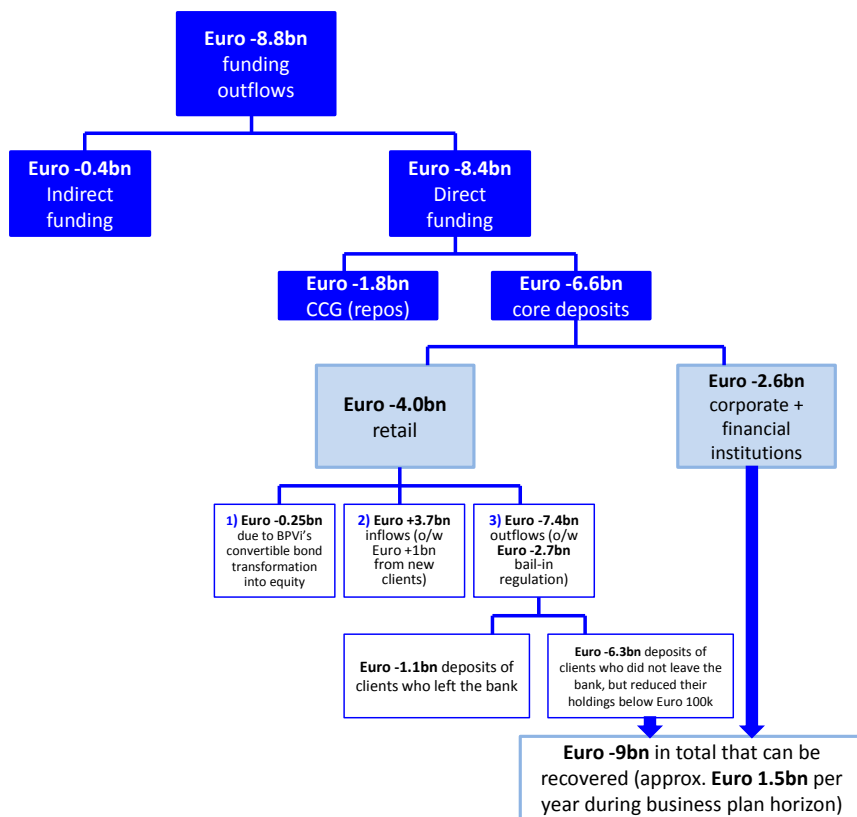 Euro -8.8bn
funding
outflows
Euro -0.4bn
Indirect
funding
Euro -8.4bn
Direct
funding
Euro -1.8bn
CCG (repos)
Euro -6.6bn
core deposits
Euro -4.0bn
retail
Euro -2.6bn
corporate +
financial
institutions
1) Euro -0.25bn
due to BPVi's
convertible bond
transformation
into equity
2) Euro +3.7bn
inflows (o/w
Euro +1bn
from new
clients)
3) Euro -7.4bn
outflows (o/w
Euro -2.7bn
bail-in
regulation)
Euro -1.1bn deposits of
clients who left the bank
Euro -6.3bn deposits of
clients who did not leave the
bank, but reduced their
holdings below Euro 100k
Euro -9bn in total that can be
recovered (approx. Euro 1.5bn per
year during business plan horizon)